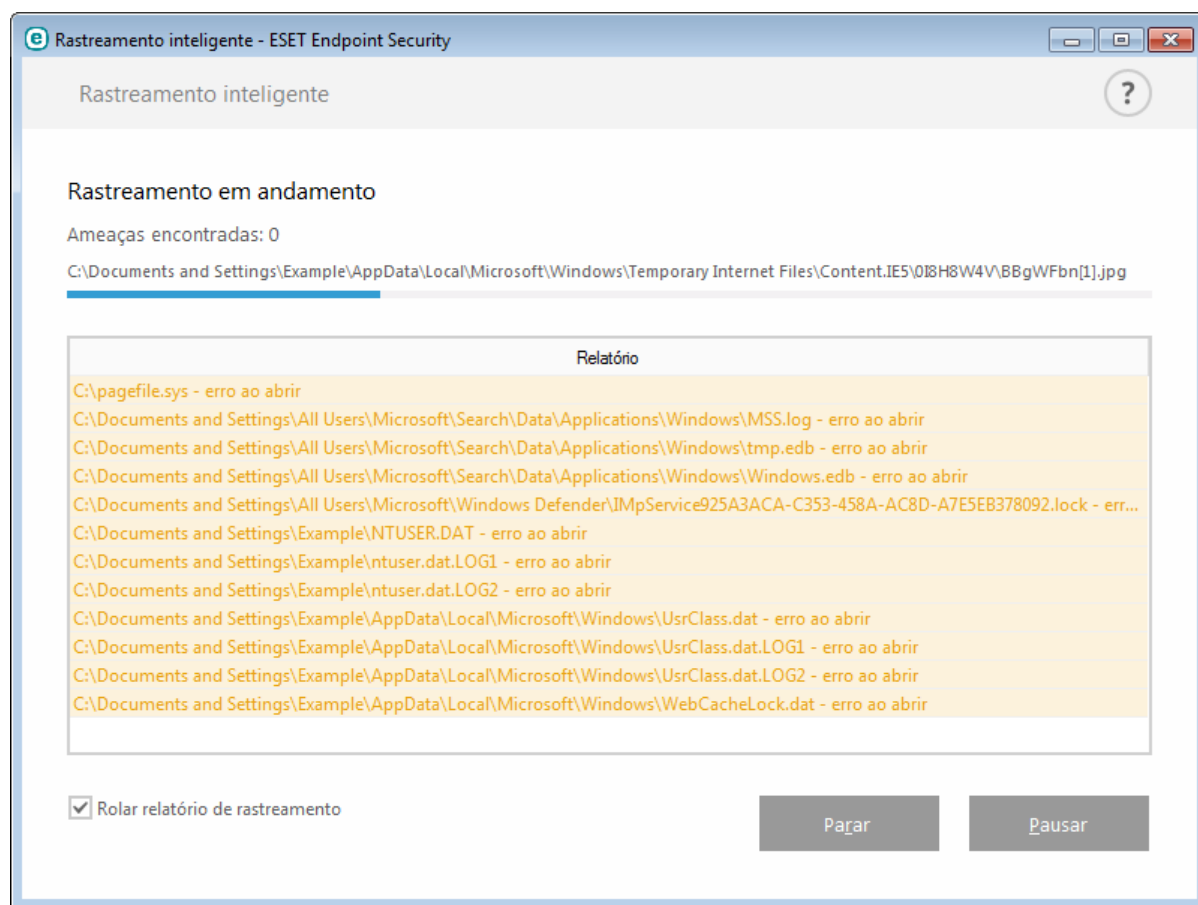 Rastreamento inteligente - ESET Endpoint Security
Rastreamento inteligente
?
Rastreamento em andamento
Ameaças encontradas: 0
C:\Documents and Settings\Example\AppData\Local\Microsoft\Windows\Temporary Internet Files\Content.IE5\0I8H8W4V\BBgWFbn[1].jpg
Relatório
C:\pagefile.sys - erro ao abrir
C:\Documents and Settings\All Users\Microsoft\Search\Data\Applications\Windows\MSS.log - erro ao abrir
C:\Documents and Settings\All Users\Microsoft\Search\Data\Applications\Windows\tmp.edb - erro ao abrir
C:\Documents and Settings\All Users\Microsoft\Search\Data\Applications\Windows\Windows.edb - erro ao abrir
C:\Documents and Settings\All Users\Microsoft\Windows Defender\IMpService925A3ACA-C353-458A-AC8D-A7E5EB378092.lock - err...
C:\Documents and Settings\Example\NTUSER.DAT - erro ao abrir
C:\Documents and Settings\Example\ntuser.dat.LOG1 - erro ao abrir
C:\Documents and Settings\Example\ntuser.dat.LOG2 - erro ao abrir
C:\Documents and Settings\Example\AppData\Local\Microsoft\Windows\UsrClass.dat - erro ao abrir
C:\Documents and Settings\Example\AppData\Local\Microsoft\Windows\UsrClass.dat.LOG1 - erro ao abrir
C:\Documents and Settings\Example\AppData\Local\Microsoft\Windows\UsrClass.dat.LOG2 - erro ao abrir
C:\Documents and Settings\Example\AppData\Local\Microsoft\Windows\WebCacheLock.dat - erro ao abrir
Rolar relatório de rastreamento
Parar
Pausar